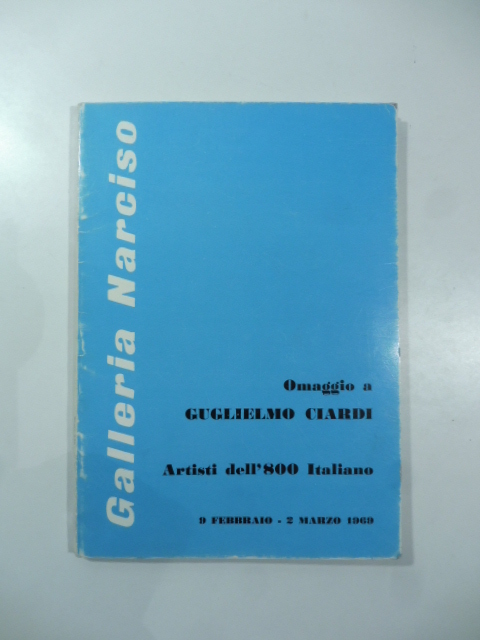 Galleria Narciso
Omaggio a
GUGLIELMO CIARDI
Artisti dell'800 Italiano
9 FEBBRAIO - 2 MARZO 1969